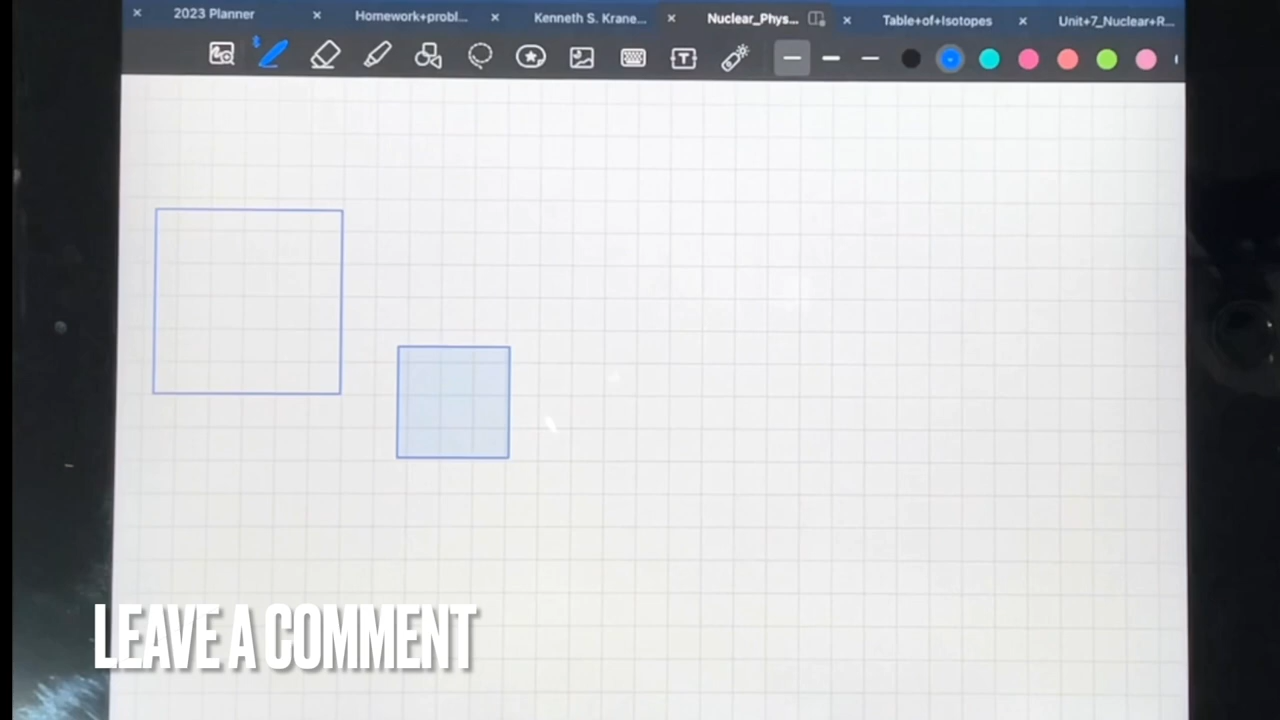 2023 Planner
Homework+probl...
Kenneth S. Krane...
Nuclear_Phys...
Table+of+Isotopes
Unit+7_Nuclear+R...
T
LEAVE A COMMENT